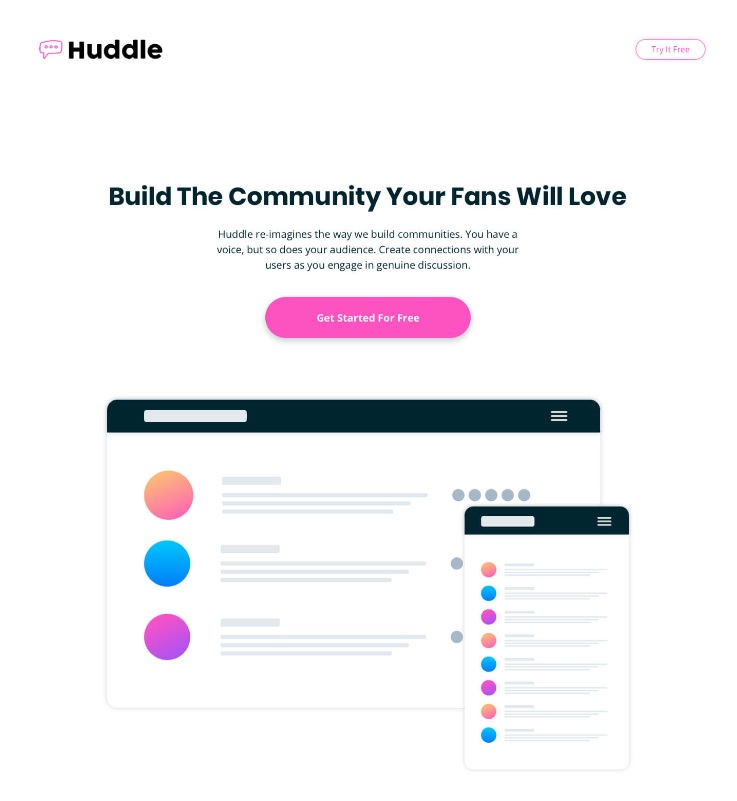 Huddle
Try It Free
Build The Community Your Fans Will Love
Huddle re-imagines the way we build communities. You have a
voice, but so does your audience. Create connections with your
users as you engage in genuine discussion.
Get Started For Free